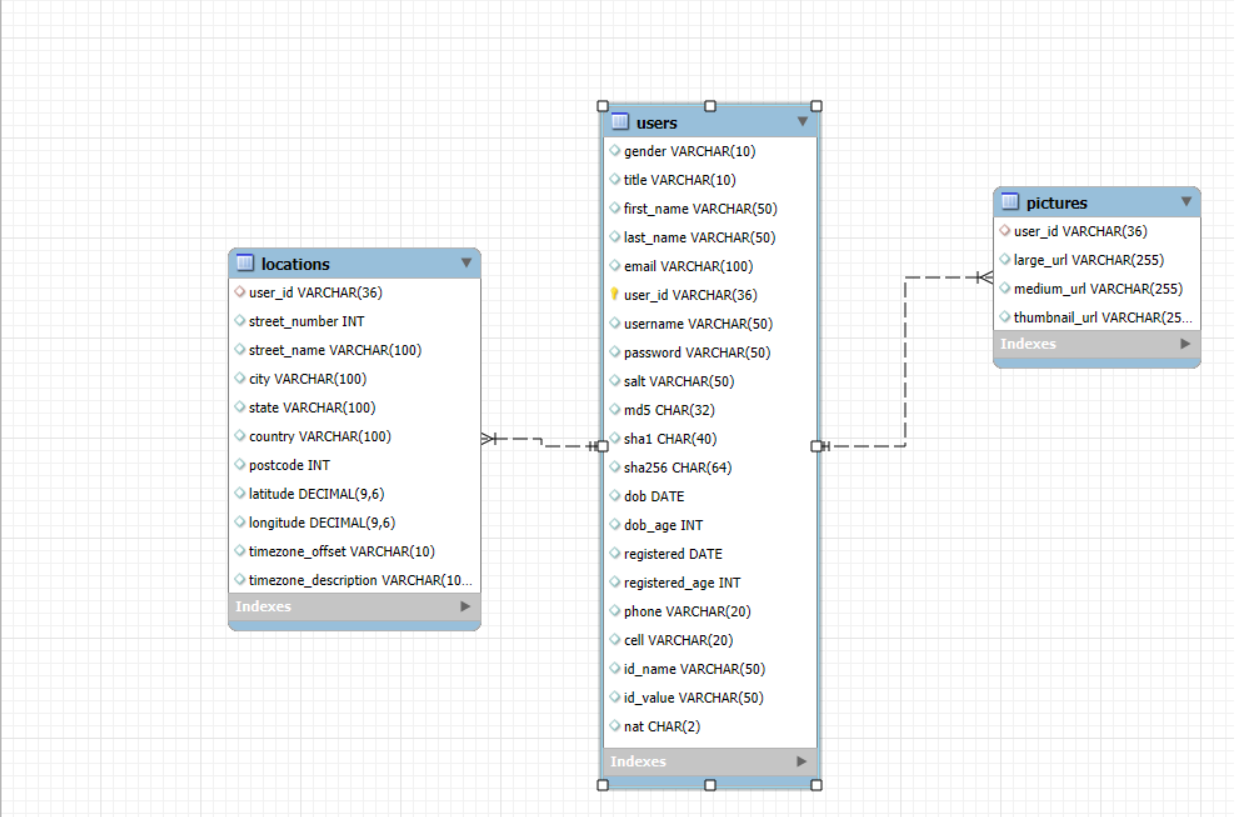 locations
user_id VARCHAR(36)
street_number INT
street_name VARCHAR(100)
city VARCHAR(100)
state VARCHAR(100)
country VARCHAR(100)
postcode INT
latitude DECIMAL(9,6)
longitude DECIMAL(9,6)
timezone_offset VARCHAR(10)
timezone_description VARCHAR(10...
Indexes
users
gender VARCHAR(10)
title VARCHAR(10)
first_name VARCHAR(50)
last_name VARCHAR(50)
email VARCHAR(100)
user_id VARCHAR(36)
username VARCHAR(50)
password VARCHAR(50)
salt VARCHAR(50)
md5 CHAR(32)
sha1 CHAR(40)
sha256 CHAR(64)
dob DATE
dob_age INT
registered DATE
registered_age INT
phone VARCHAR(20)
cell VARCHAR(20)
id_name VARCHAR(50)
id_value VARCHAR(50)
nat CHAR(2)
Indexes
pictures
user_id VARCHAR(36)
large_url VARCHAR(255)
medium_url VARCHAR(255)
thumbnail_url VARCHAR(25...
Indexes